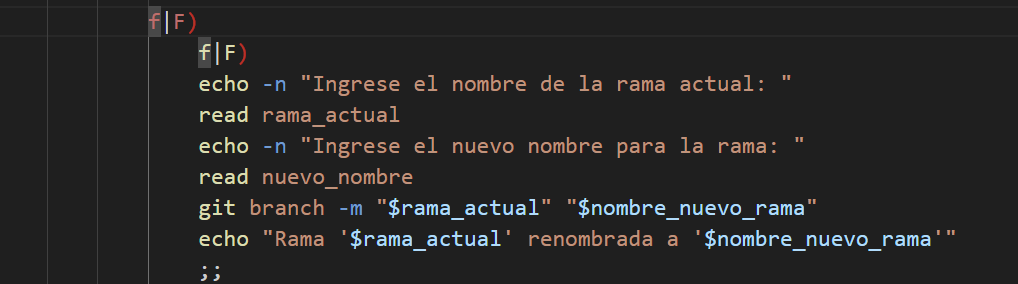 f|F)
f|F)
echo -n "Ingrese el nombre de la rama actual: "
read rama_actual
echo -n "Ingrese el nuevo nombre para la rama: "
read nuevo_nombre
git branch -m "$rama_actual" "$nombre_nuevo_rama"
echo "Rama '$rama_actual' renombrada a '$nombre_nuevo_rama'"
;;